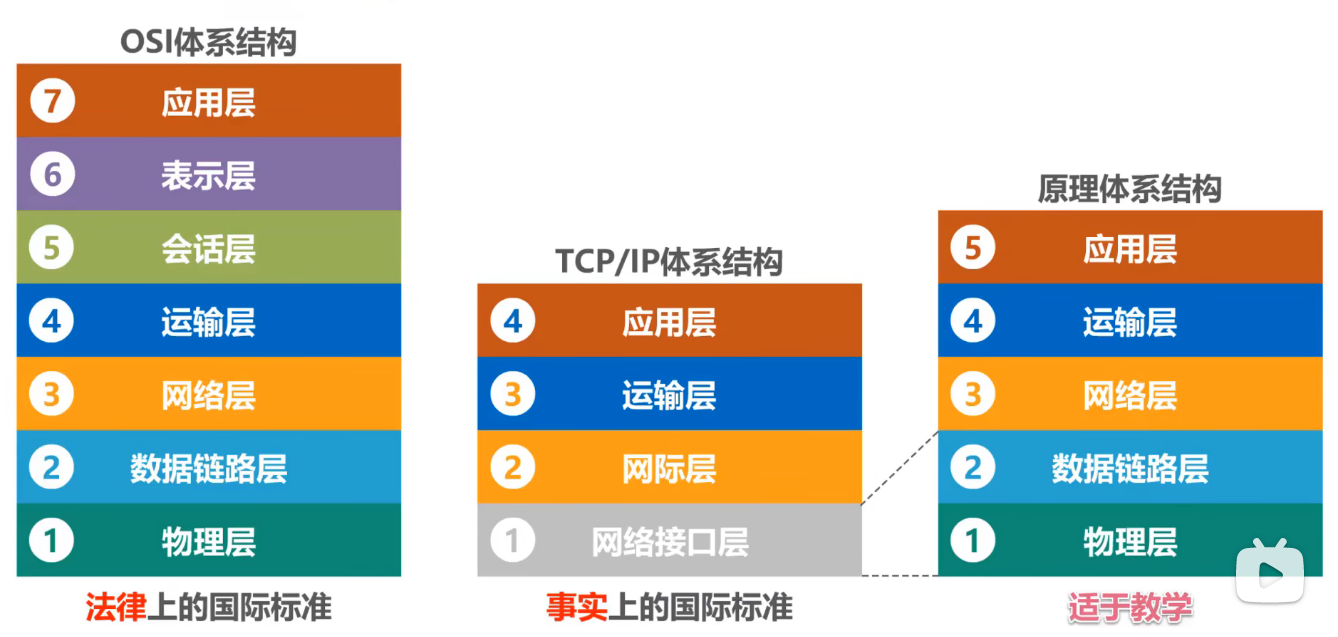 OSI体系结构
7 应用层
6 表示层
5 会话层
4 运输层
3 网络层
2 数据链路层
1 物理层
法律上的国际标准
TCP/IP体系结构
4 应用层
3 运输层
2 网际层
1 网络接口层
事实上的国际标准
原理体系结构
5 应用层
4 运输层
3 网络层
2 数据链路层
1 物理层
适于教学